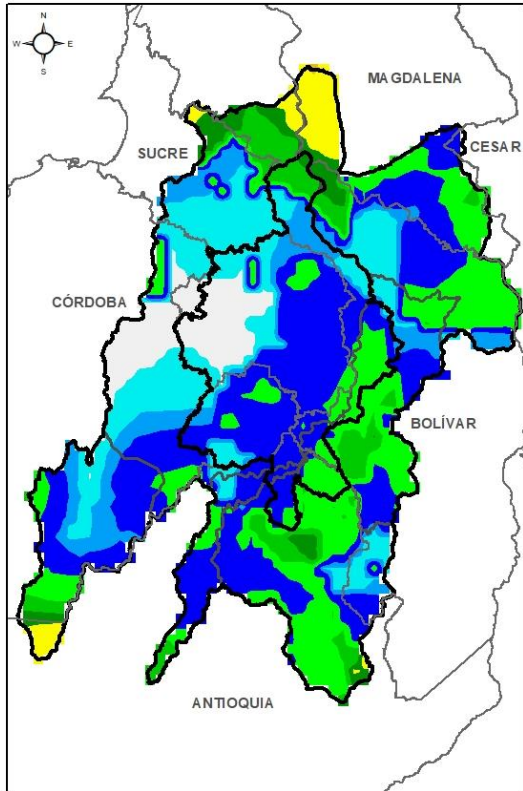 N
W E
S
MAGDALENA
CESAR
SUCRE
CÓRDOBA
BOLÍVAR
ANTIOQUIA